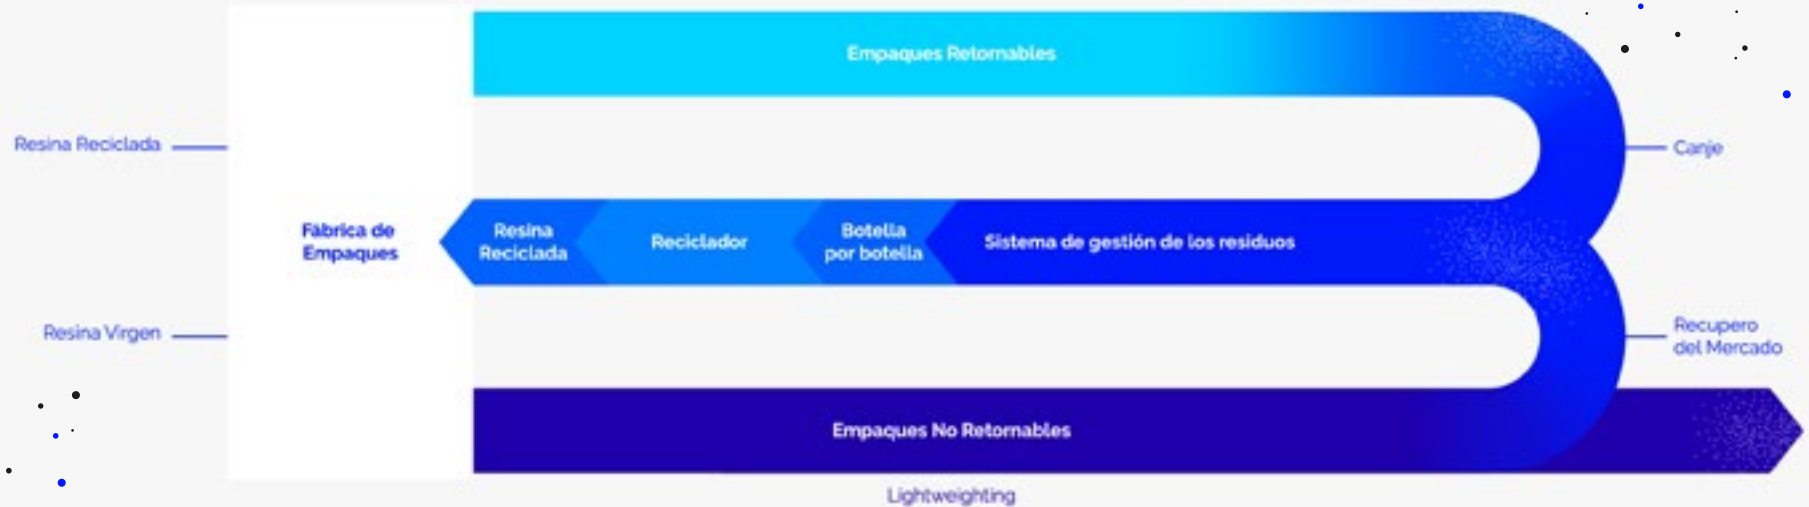 Empaques Retornables
Resina Reciclada
Canje
Fábrica de
Empaques
Resina
Reciclada
Reciclador
Botella
por botella
Sistema de gestión de los residuos
Resina Virgen
Recupero
del Mercado
Empaques No Retornables
Lightweighting